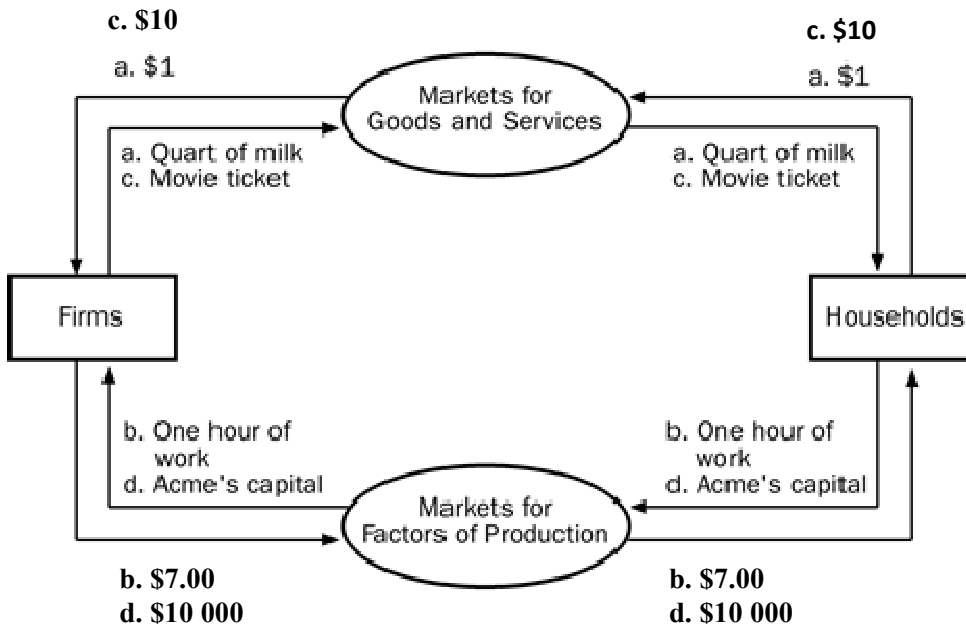 c. $10
c. $10
a. $1
a. $1
Markets for
Goods and Services
a. Quart of milk
c. Movie ticket
a. Quart of milk
c. Movie ticket
Firms
Households
b. One hour of
work
d. Acme's capital
b. One hour of
work
d. Acme's capital
Markets for
Factors of Production
b. $7.00
d. $10 000
b. $7.00
d. $10 000